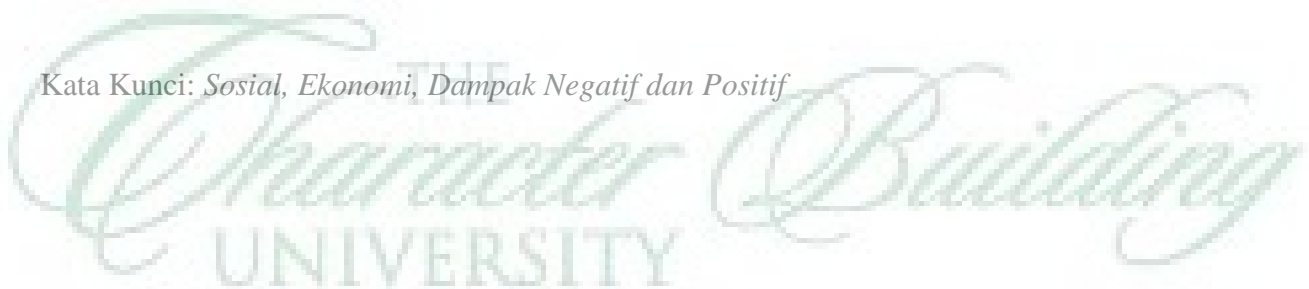 Kata Kunci: Sosial, Ekonomi, Dampak Negatif dan Positif
THE
Character Building
UNIVERSITY